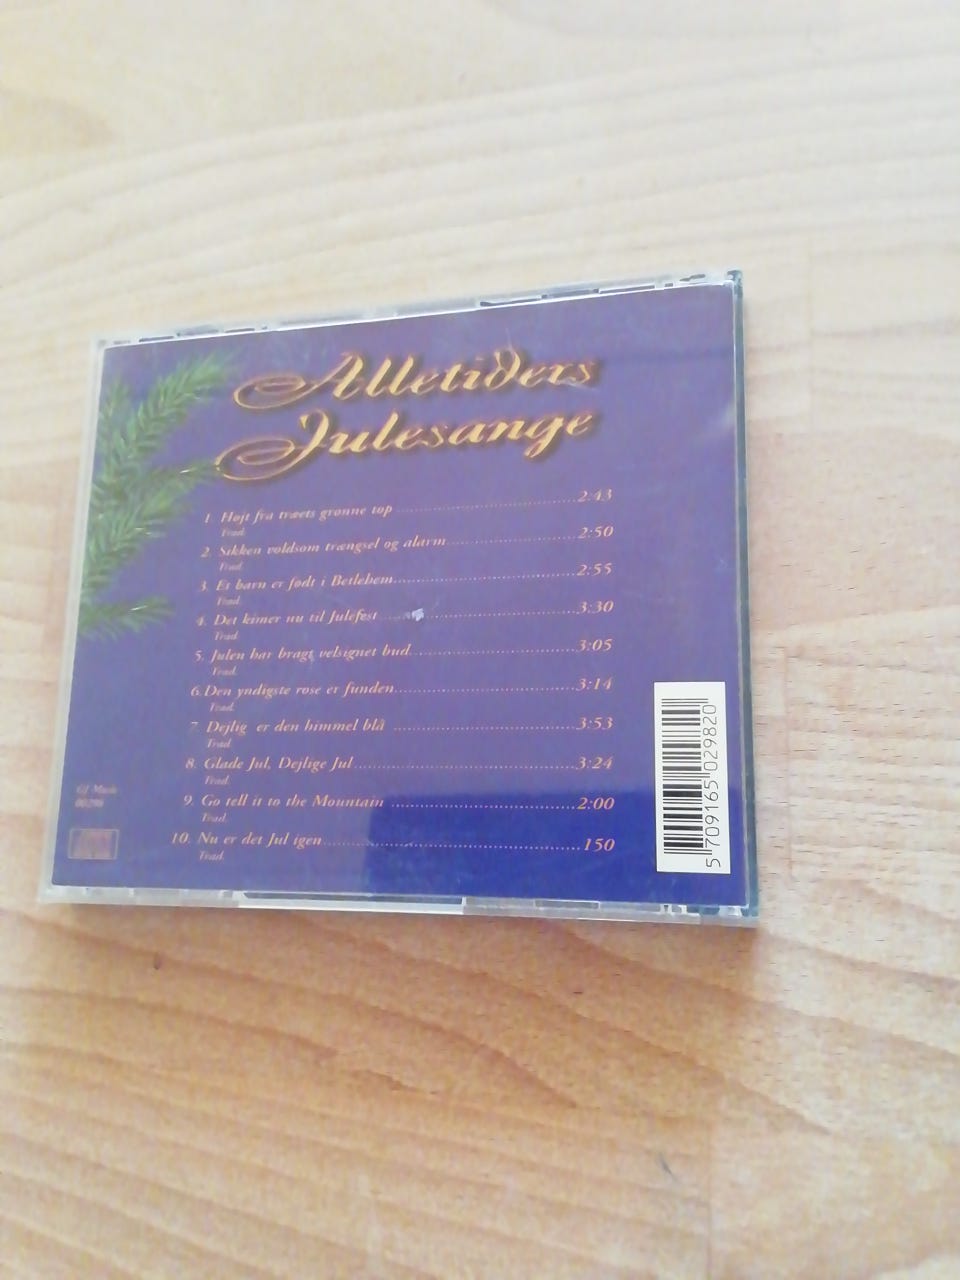 Alletiders
Julesange
1. Højt fra træets grønne top ........ 2:43
Trad.
2. Sikken voldsom trængsel og alarm ........ 2:50
Trad.
3. Et barn er født i Betlehem ........ 2:55
Trad.
4. Det kimer nu til Julefest ........ 3:30
Trad.
5. Julen har bragt velsignet bud ........ 3:05
Trad.
6. Den yndigste rose er funden ........ 3:14
Trad.
7. Dejlig er den himmel blå ........ 3:53
Trad.
8. Glade Jul, Dejlige Jul ........ 3:24
Trad.
9. Go tell it to the Mountain ........ 2:00
Trad.
10. Nu er det Jul igen ........ 150
Trad.
Music
5 709165 029820